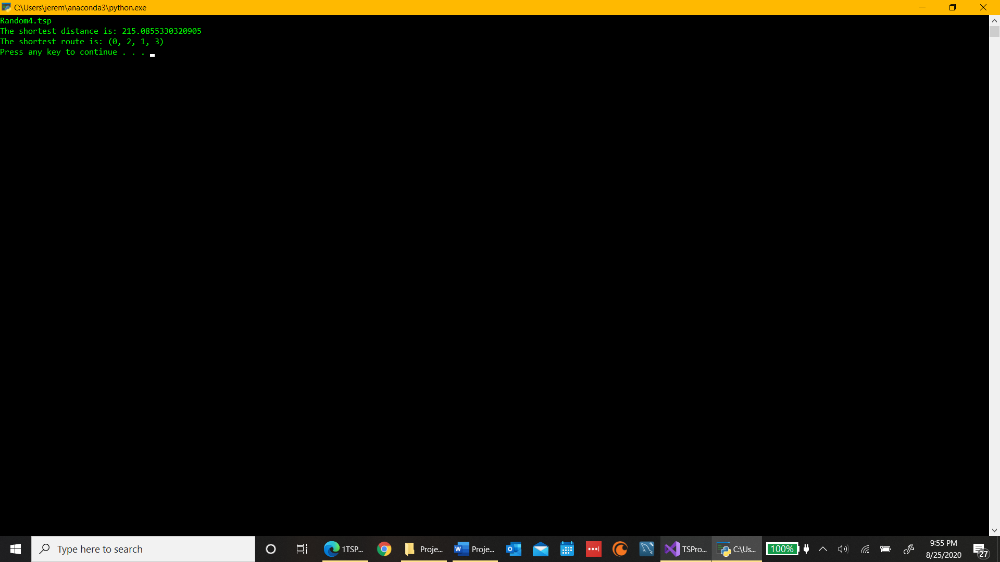 C:\Users\jerem\anaconda3\python.exe
Random4.tsp
The shortest distance is: 215.0855330320905
The shortest route is: (0, 2, 1, 3)
Press any key to continue . . .
Type here to search
1TSP...
Proje...
Proje...
TSPro...
C:\Us...
100%
9:55 PM
8/25/2020
27